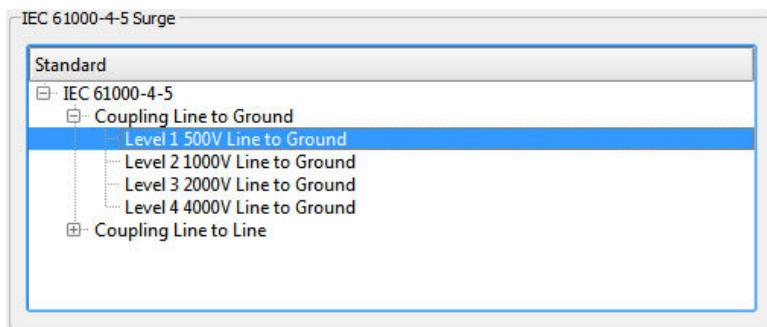 IEC 61000-4-5 Surge
Standard
IEC 61000-4-5
Coupling Line to Ground
Level 1 500V Line to Ground
Level 2 1000V Line to Ground
Level 3 2000V Line to Ground
Level 4 4000V Line to Ground
Coupling Line to Line